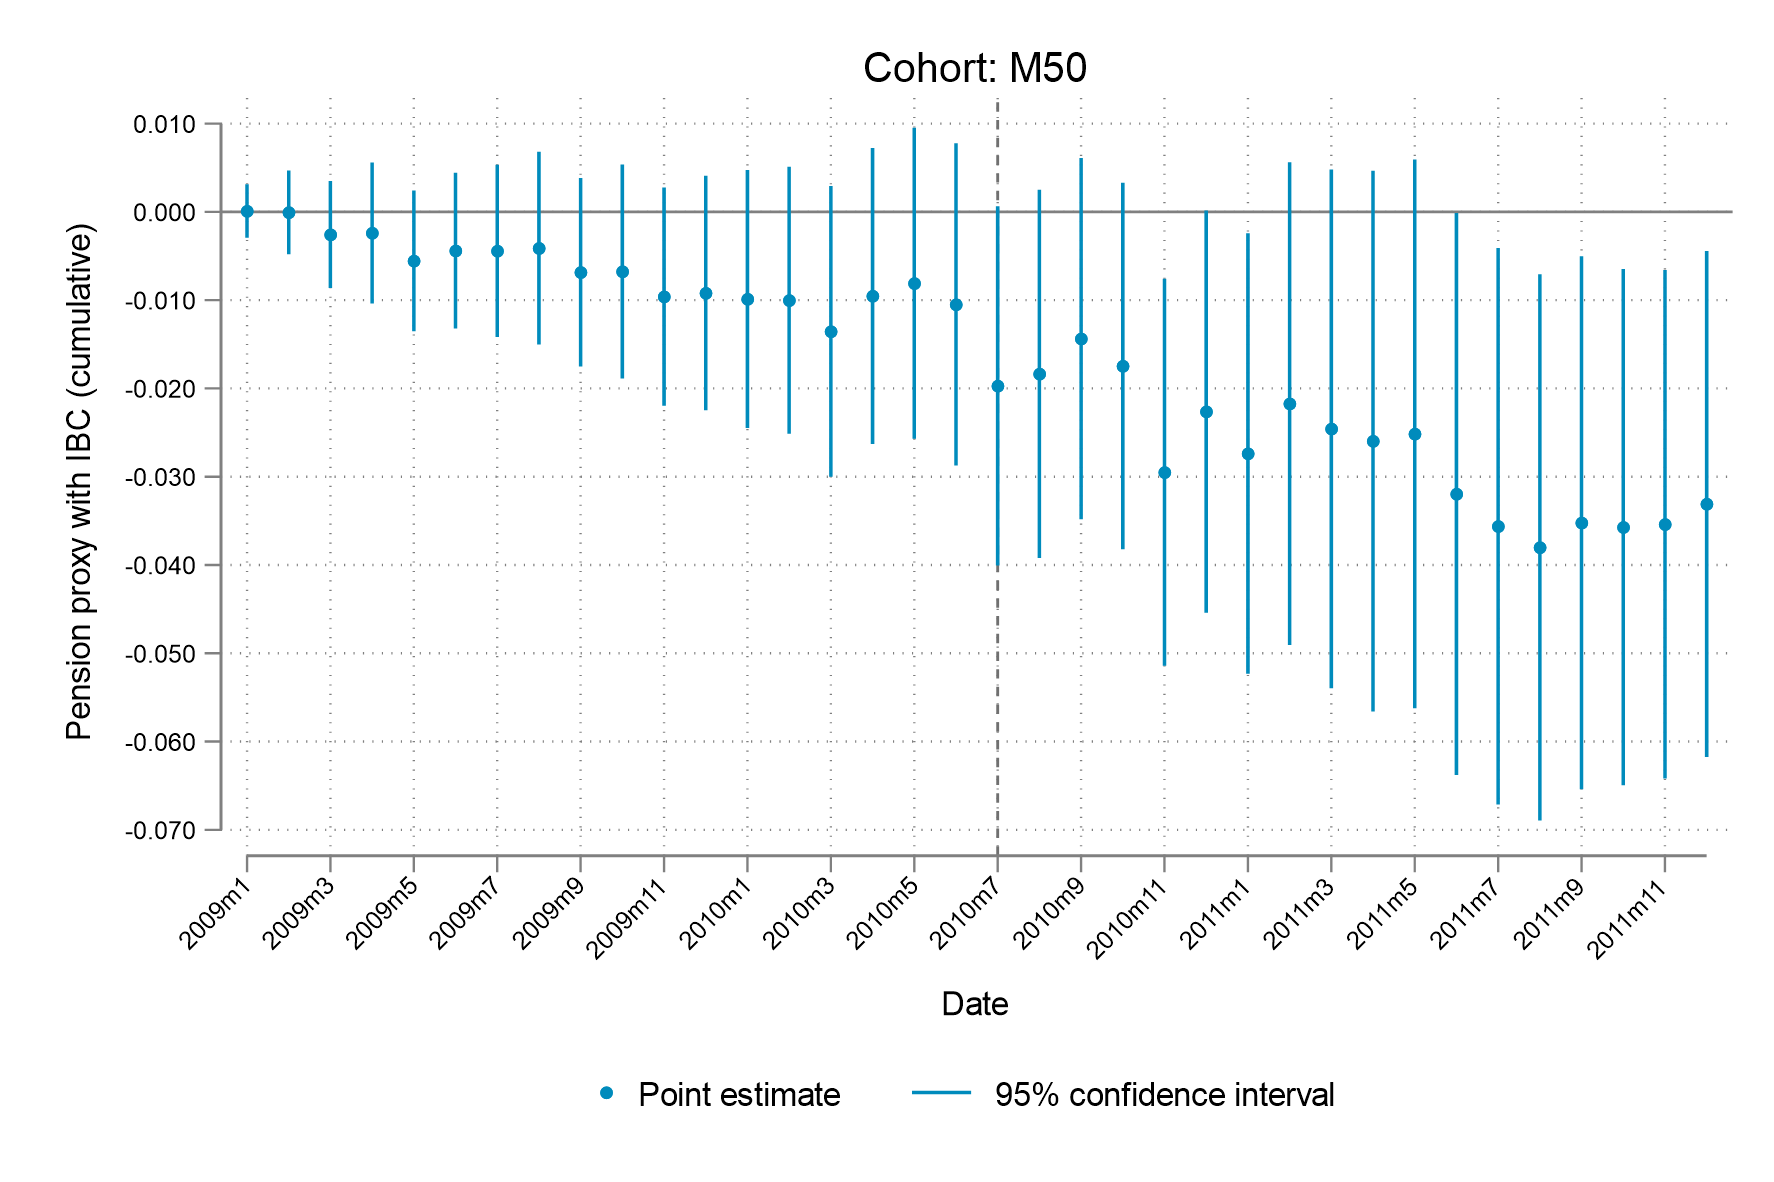 Cohort: M50
Pension proxy with IBC (cumulative)
0.010
0.000
-0.010
-0.020
-0.030
-0.040
-0.050
-0.060
-0.070
2009m1
2009m3
2009m5
2009m7
2009m9
2009m11
2010m1
2010m3
2010m5
2010m7
2010m9
2010m11
2011m1
2011m3
2011m5
2011m7
2011m9
2011m11
Date
Point estimate
95% confidence interval